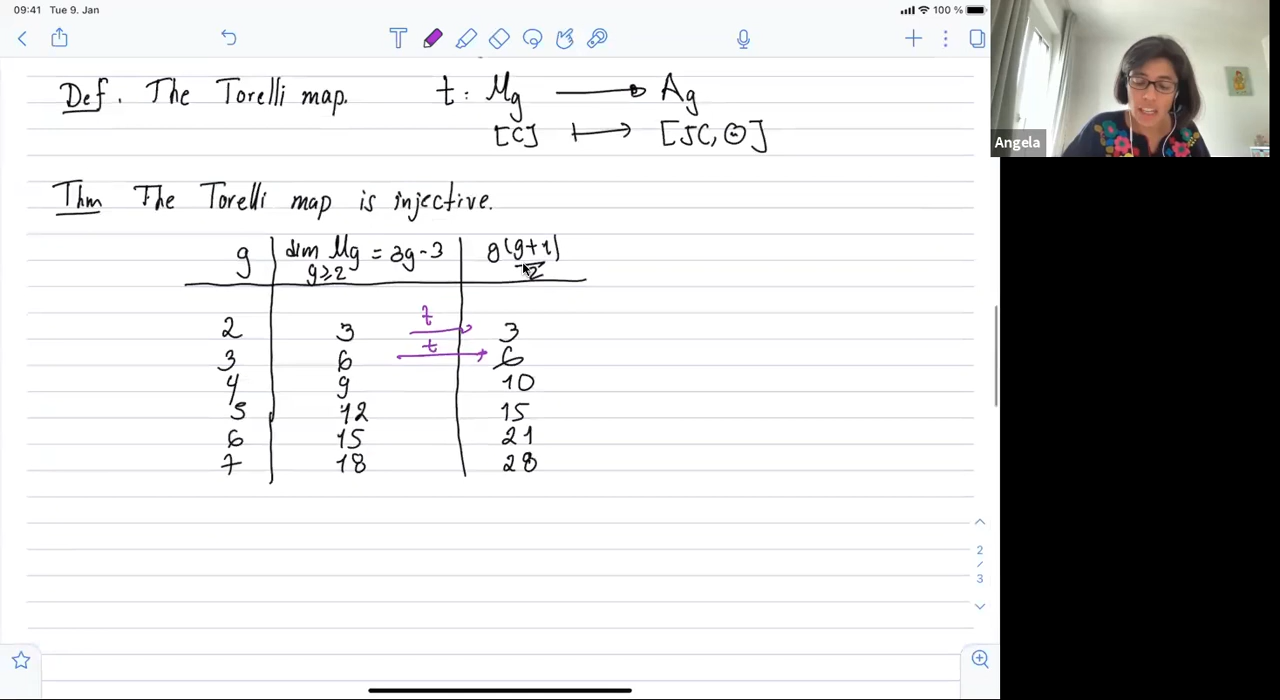 09:41 Tue 9. Jan 100 %
Def. The Torelli map. t: Mg → Ag
[C] ↦ [JC, Θ]
Angela
Thm The Torelli map is injective.
g | dim Mg = 3g-3 | g(g+1)/2
g≥2
t
2 3 3
t
3 6 6
4 9 10
5 12 15
6 15 21
7 18 28
2
/
3